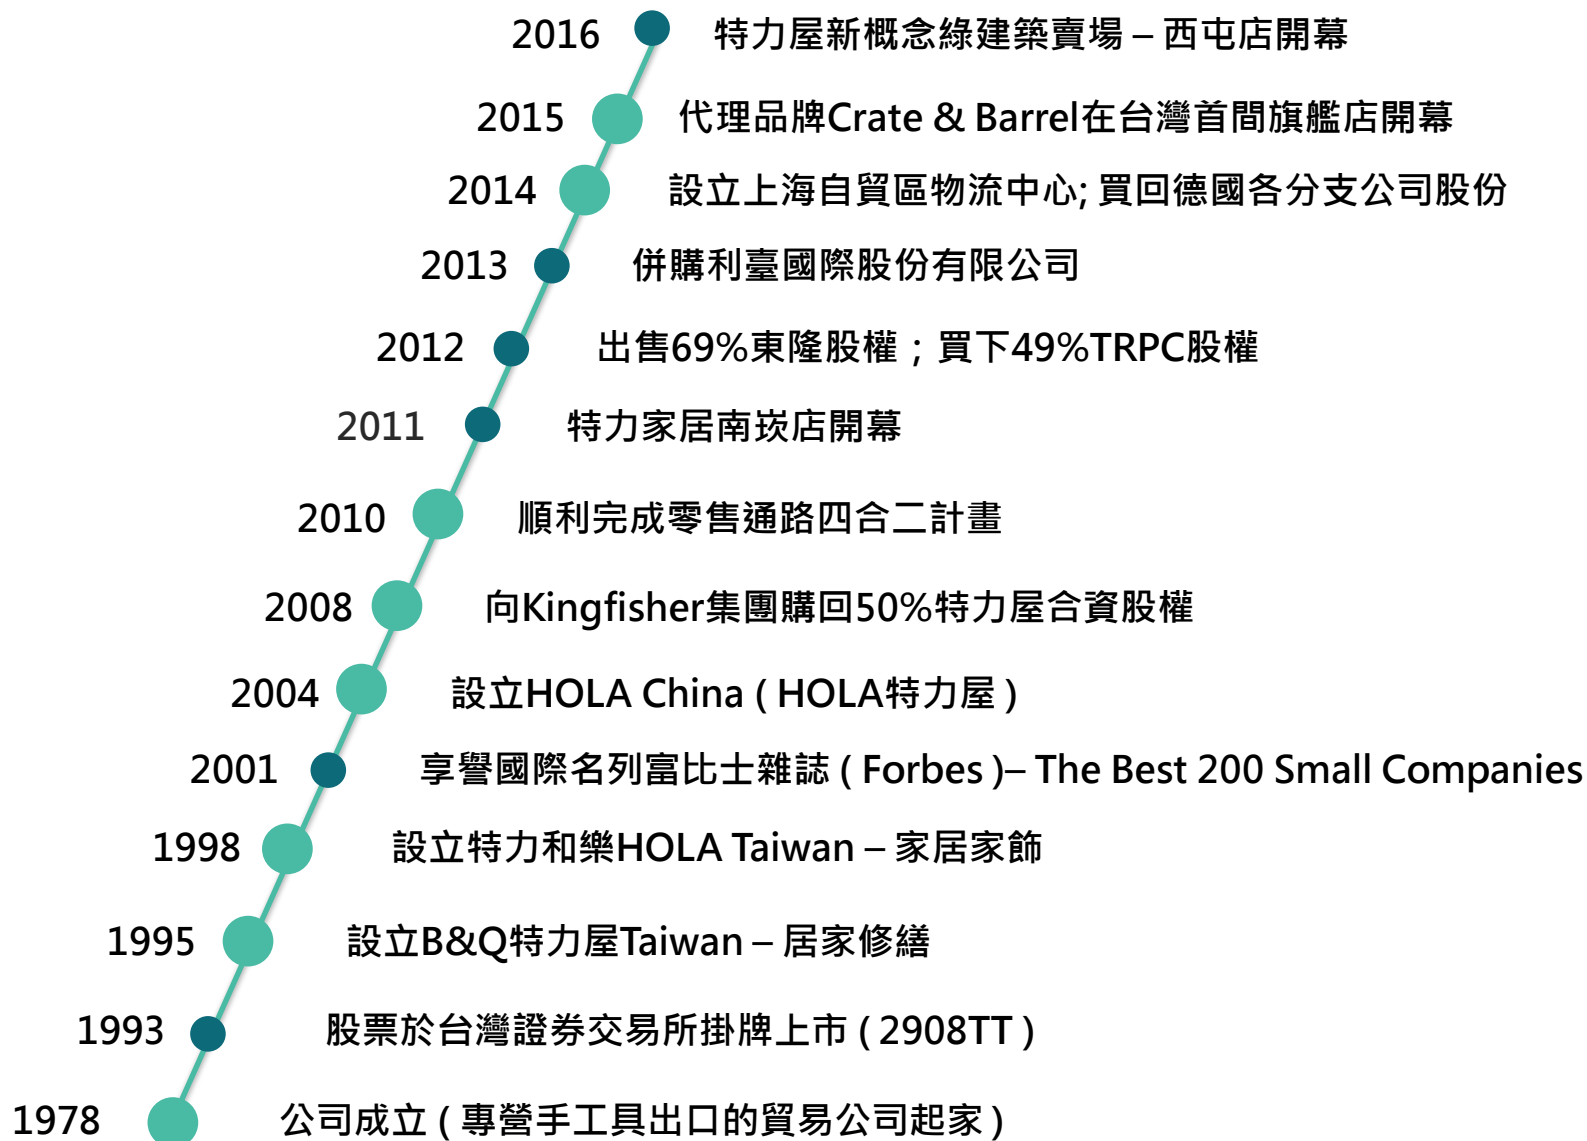 2016 特力屋新概念綠建築賣場 – 西屯店開幕
2015 代理品牌Crate & Barrel在台灣首間旗艦店開幕
2014 設立上海自貿區物流中心; 買回德國各分支公司股份
2013 併購利臺國際股份有限公司
2012 出售69%東隆股權；買下49%TRPC股權
2011 特力家居南崁店開幕
2010 順利完成零售通路四合二計畫
2008 向Kingfisher集團購回50%特力屋合資股權
2004 設立HOLA China ( HOLA特力屋 )
2001 享譽國際名列富比士雜誌 ( Forbes )– The Best 200 Small Companies
1998 設立特力和樂HOLA Taiwan – 家居家飾
1995 設立B&Q特力屋Taiwan – 居家修繕
1993 股票於台灣證券交易所掛牌上市 ( 2908TT )
1978 公司成立 ( 專營手工具出口的貿易公司起家 )